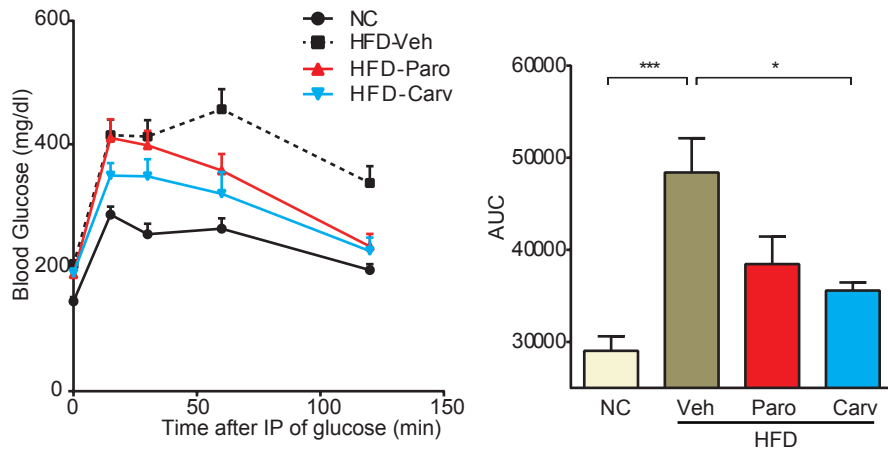 NC
HFD-Veh
HFD-Paro
HFD-Carv
600
400
200
0
Blood Glucose (mg/dl)
0 50 100 150
Time after IP of glucose (min)
*** *
60000
50000
40000
30000
AUC
NC Veh Paro Carv
HFD